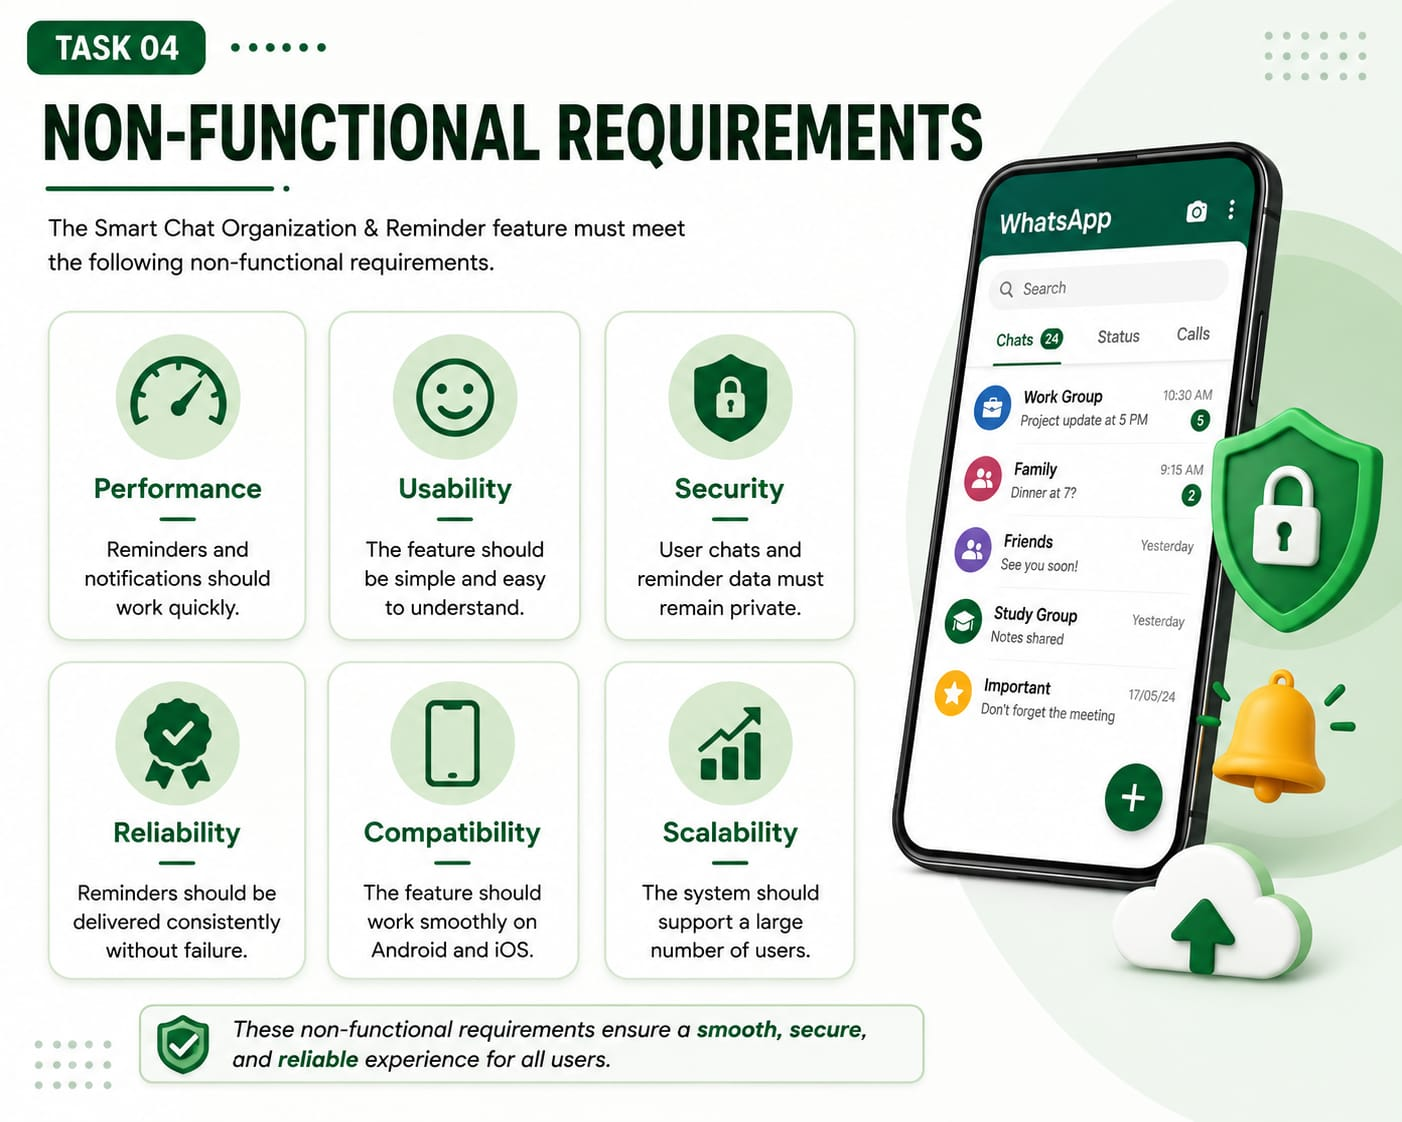 TASK 04
NON-FUNCTIONAL REQUIREMENTS
The Smart Chat Organization & Reminder feature must meet
the following non-functional requirements.
Performance
Reminders and
notifications should
work quickly.
Usability
The feature should
be simple and easy
to understand.
Security
User chats and
reminder data must
remain private.
Reliability
Reminders should be
delivered consistently
without failure.
Compatibility
The feature should
work smoothly on
Android and iOS.
Scalability
The system should
support a large
number of users.
These non-functional requirements ensure a smooth, secure,
and reliable experience for all users.
WhatsApp
Search
Chats 24 Status Calls
Work Group 10:30 AM
Project update at 5 PM 5
Family 9:15 AM
Dinner at 7? 2
Friends Yesterday
See you soon!
Study Group Yesterday
Notes shared
Important 17/05/24
Don't forget the meeting